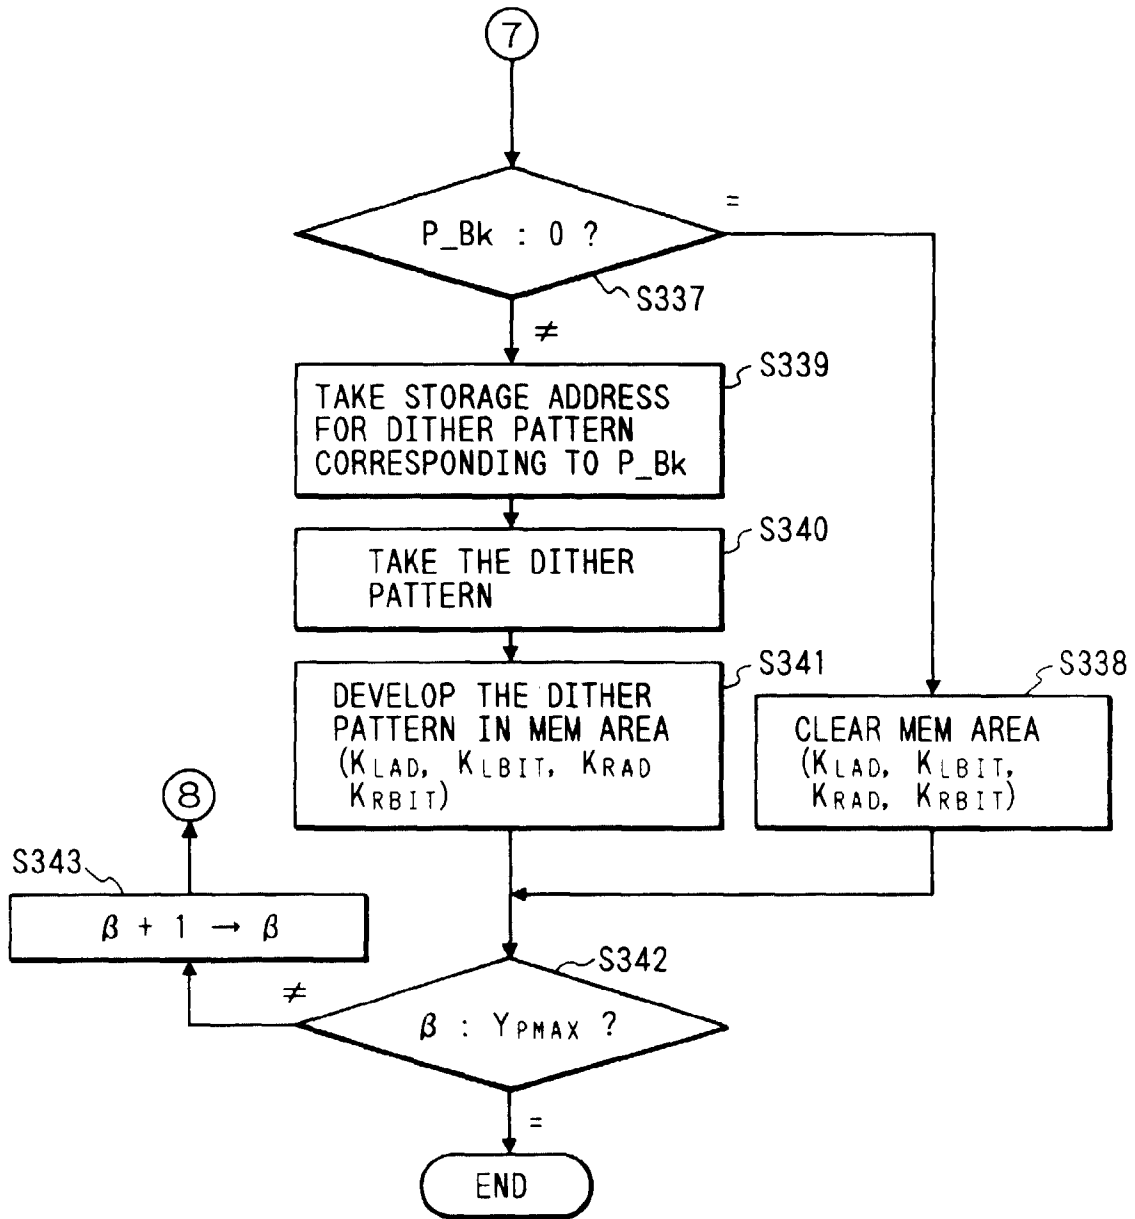 7
P_Bk : 0 ?
=
S337
≠
S339
TAKE STORAGE ADDRESS
FOR DITHER PATTERN
CORRESPONDING TO P_Bk
S340
TAKE THE DITHER
PATTERN
S341
DEVELOP THE DITHER
PATTERN IN MEM AREA
(KLAD, KLBIT, KRAD
KRBIT)
S338
CLEAR MEM AREA
(KLAD, KLBIT,
KRAD, KRBIT)
8
S343
β + 1 → β
≠
S342
β : YPMAX ?
=
END